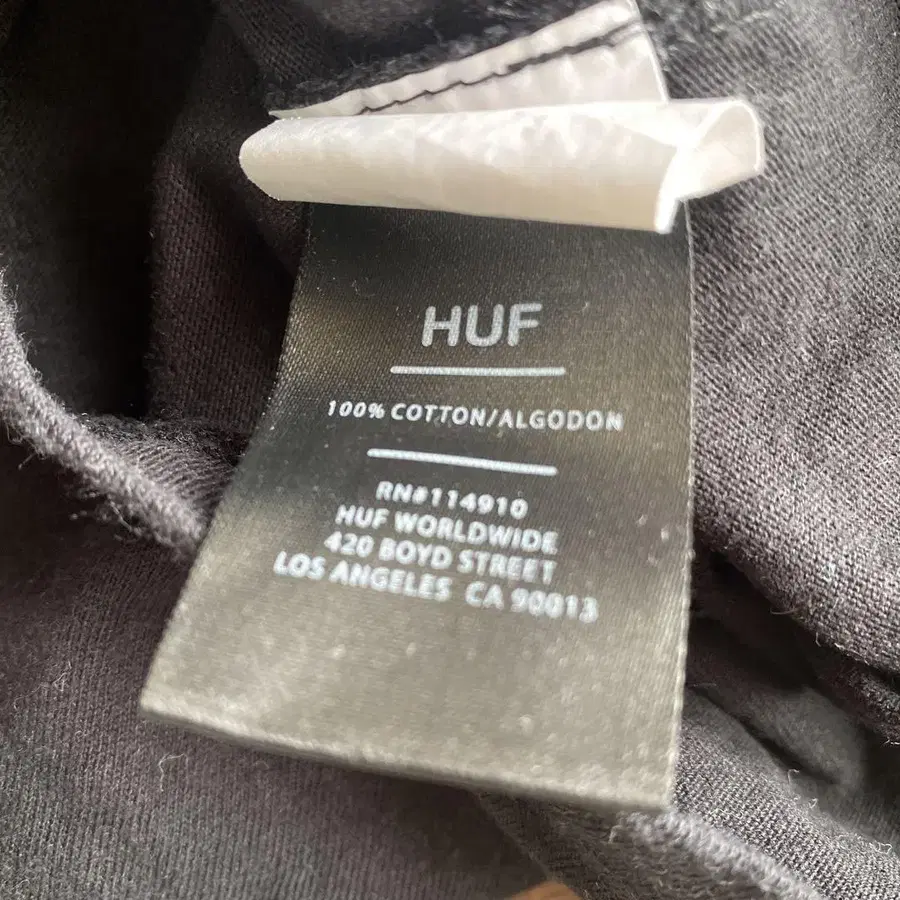 HUF
100% COTTON/ALGODON
RN#114910
HUF WORLDWIDE
420 BOYD STREET
LOS ANGELES CA 90013